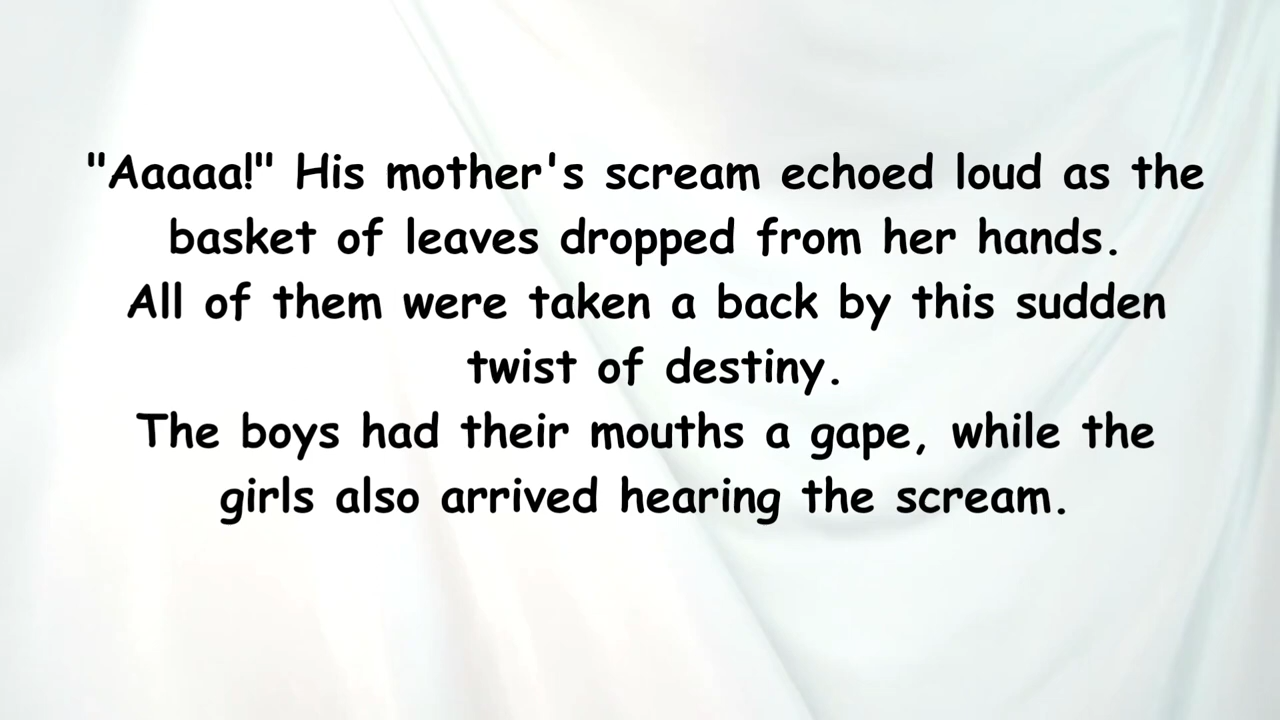 "Aaaaa!" His mother's scream echoed loud as the
basket of leaves dropped from her hands.
All of them were taken a back by this sudden
twist of destiny.
The boys had their mouths a gape, while the
girls also arrived hearing the scream.